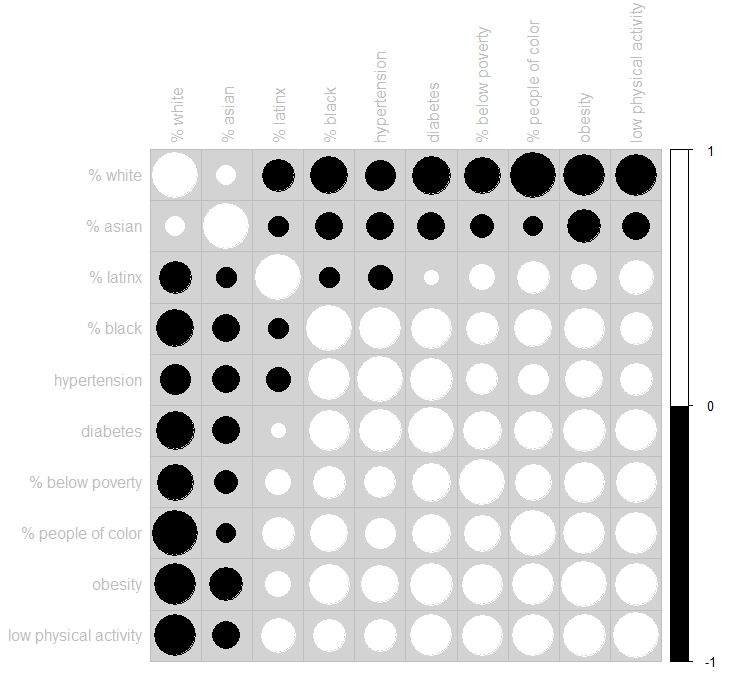 % white
% asian
% latinx
% black
hypertension
diabetes
% below poverty
% people of color
obesity
low physical activity
1
% white
% asian
% latinx
% black
0
hypertension
diabetes
% below poverty
% people of color
obesity
low physical activity
-1